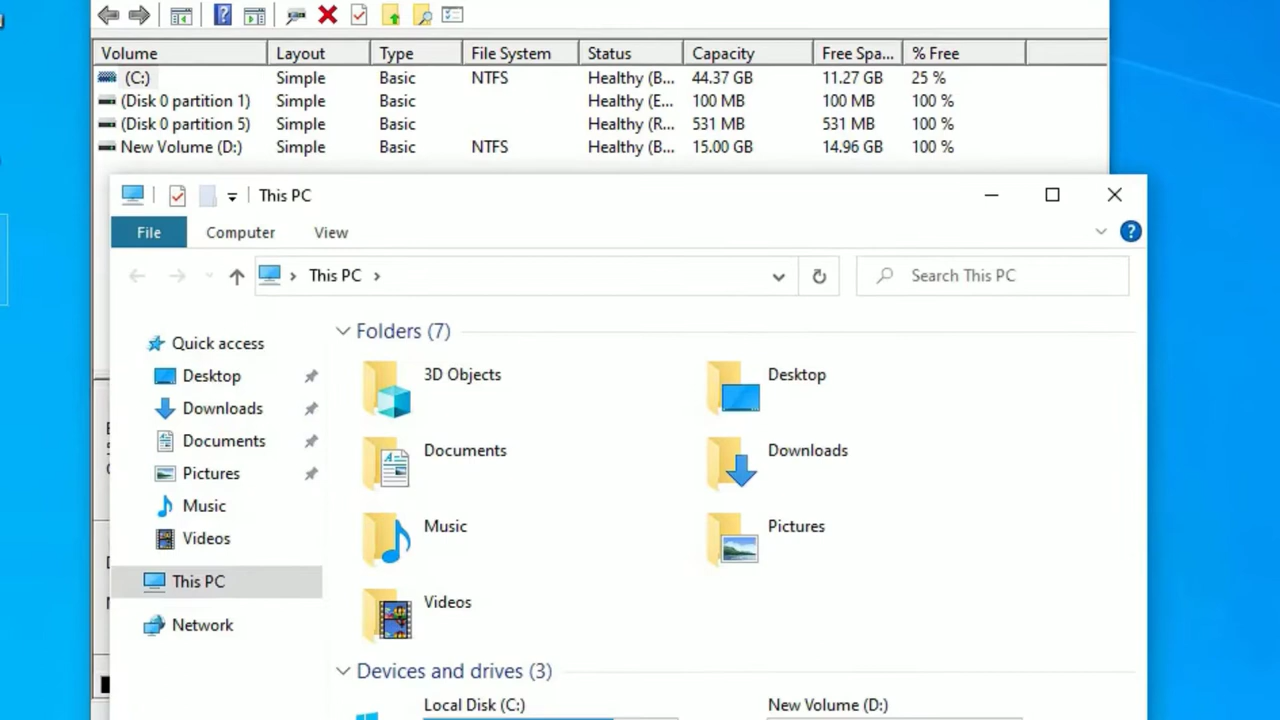 Volume Layout Type File System Status Capacity Free Spa... % Free
(C:) Simple Basic NTFS Healthy (B... 44.37 GB 11.27 GB 25 %
(Disk 0 partition 1) Simple Basic Healthy (E... 100 MB 100 MB 100 %
(Disk 0 partition 5) Simple Basic Healthy (R... 531 MB 531 MB 100 %
New Volume (D:) Simple Basic NTFS Healthy (B... 15.00 GB 14.96 GB 100 %
This PC
File Computer View
This PC
Search This PC
Quick access
Desktop
Downloads
Documents
Pictures
Music
Videos
This PC
Network
Folders (7)
3D Objects
Desktop
Documents
Downloads
Music
Pictures
Videos
Devices and drives (3)
Local Disk (C:)
New Volume (D:)